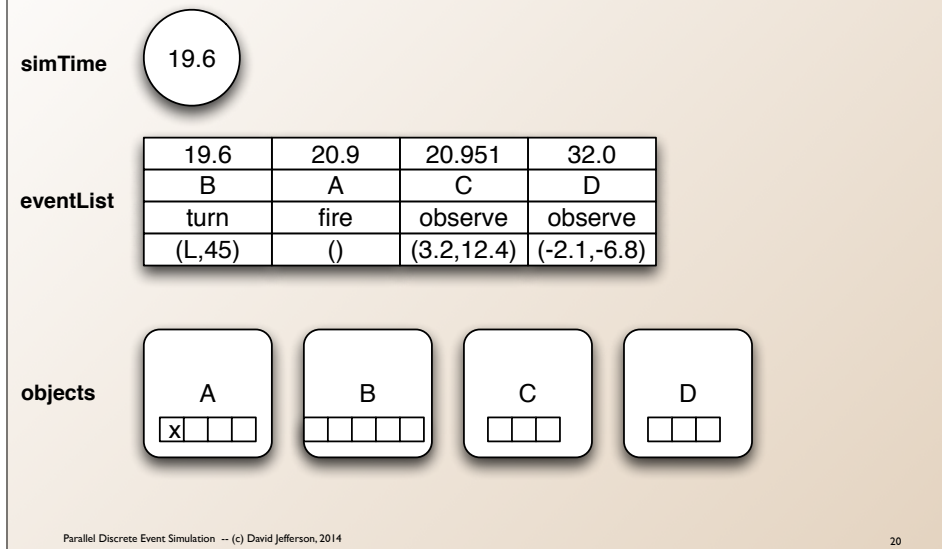 simTime
19.6
eventList
19.6 20.9 20.951 32.0
B A C D
turn fire observe observe
(L,45) () (3.2,12.4) (-2.1,-6.8)
objects
A B C D
x
Parallel Discrete Event Simulation -- (c) David Jefferson, 2014
20